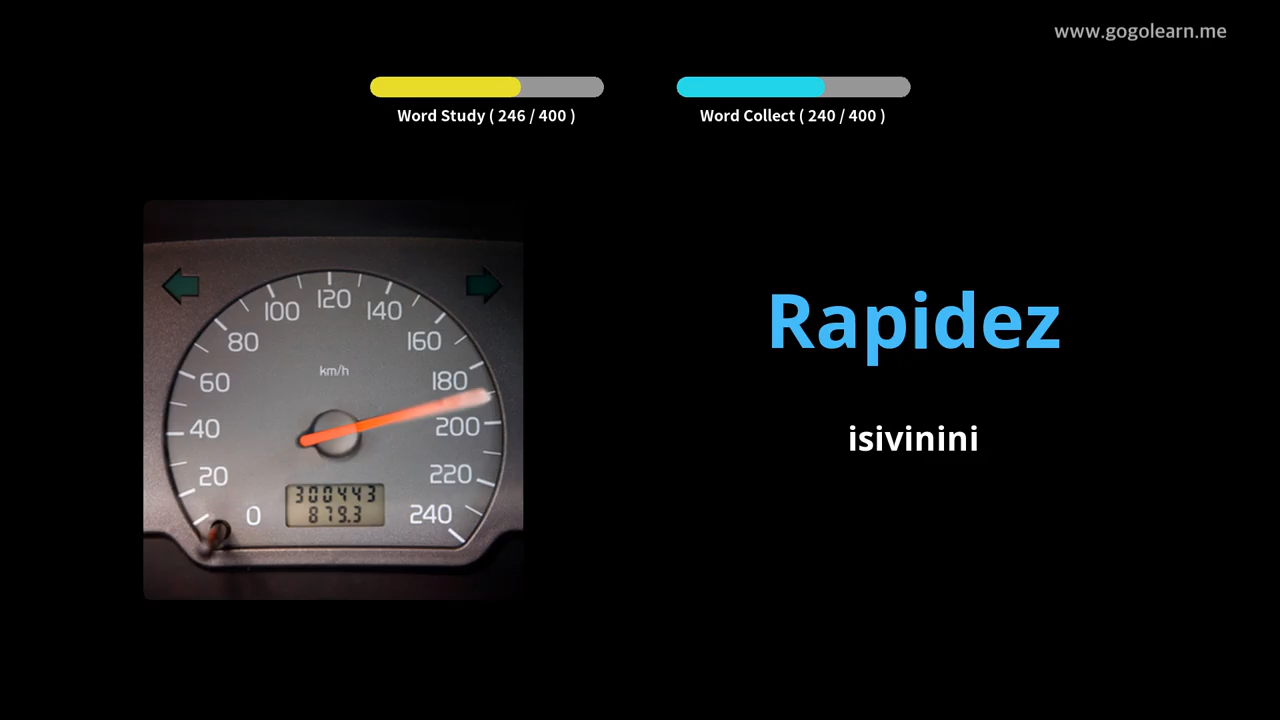 www.gogolearn.me
Word Study ( 246 / 400 )
Word Collect ( 240 / 400 )
120
100
140
80
160
km/h
60
180
Rapidez
40
200
isivinini
20
220
300443
0
240
879.3